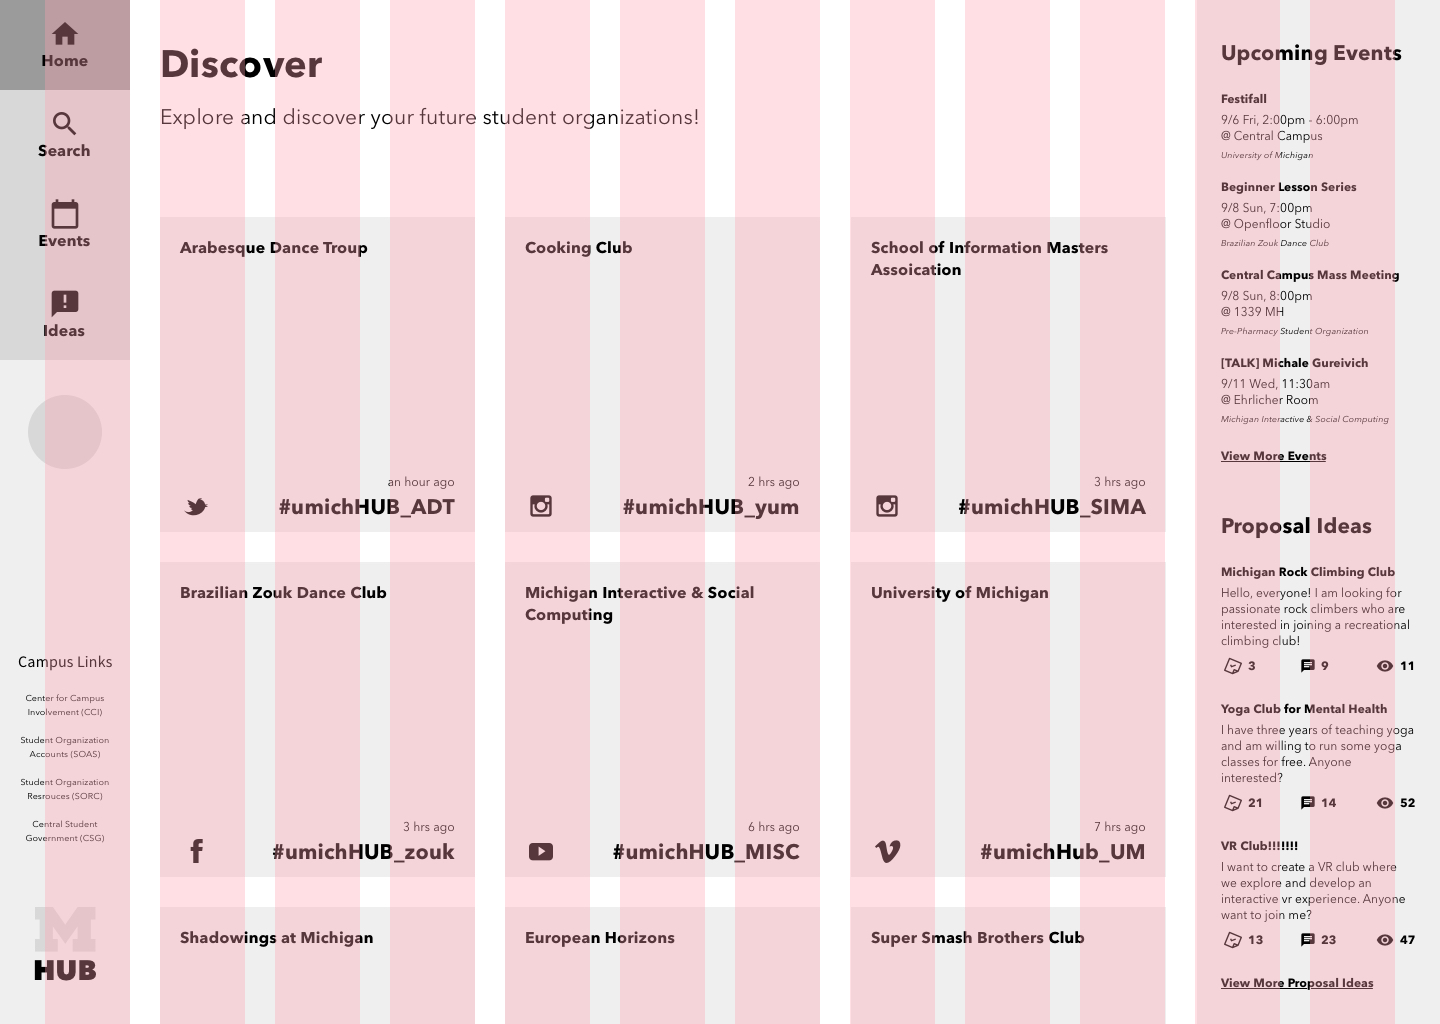 Home
Search
Events
Ideas
Campus Links
Center for Campus
Involvement (CCI)
Student Organization
Accounts (SOAS)
Student Organization
Resrouces (SORC)
Central Student
Government (CSG)
M
HUB
Discover
Explore and discover your future student organizations!
Arabesque Dance Troup
an hour ago
#umichHUB_ADT
Cooking Club
2 hrs ago
#umichHUB_yum
School of Information Masters
Assoication
3 hrs ago
#umichHUB_SIMA
Brazilian Zouk Dance Club
3 hrs ago
#umichHUB_zouk
Michigan Interactive & Social
Computing
6 hrs ago
#umichHUB_MISC
University of Michigan
7 hrs ago
#umichHub_UM
Shadowings at Michigan
European Horizons
Super Smash Brothers Club
Upcoming Events
Festifall
9/6 Fri, 2:00pm - 6:00pm
@ Central Campus
University of Michigan
Beginner Lesson Series
9/8 Sun, 7:00pm
@ Openfloor Studio
Brazilian Zouk Dance Club
Central Campus Mass Meeting
9/8 Sun, 8:00pm
@ 1339 MH
Pre-Pharmacy Student Organization
[TALK] Michale Gureivich
9/11 Wed, 11:30am
@ Ehrlicher Room
Michigan Interactive & Social Computing
View More Events
Proposal Ideas
Michigan Rock Climbing Club
Hello, everyone! I am looking for
passionate rock climbers who are
interested in joining a recreational
climbing club!
3 9 11
Yoga Club for Mental Health
I have three years of teaching yoga
and am willing to run some yoga
classes for free. Anyone
interested?
21 14 52
VR Club!!!!!!!
I want to create a VR club where
we explore and develop an
interactive vr experience. Anyone
want to join me?
13 23 47
View More Proposal Ideas